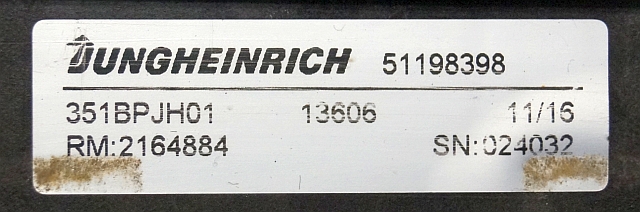 JUNGHEINRICH 51198398
351BPJH01 13606 11/16
RM:2164884 SN:024032